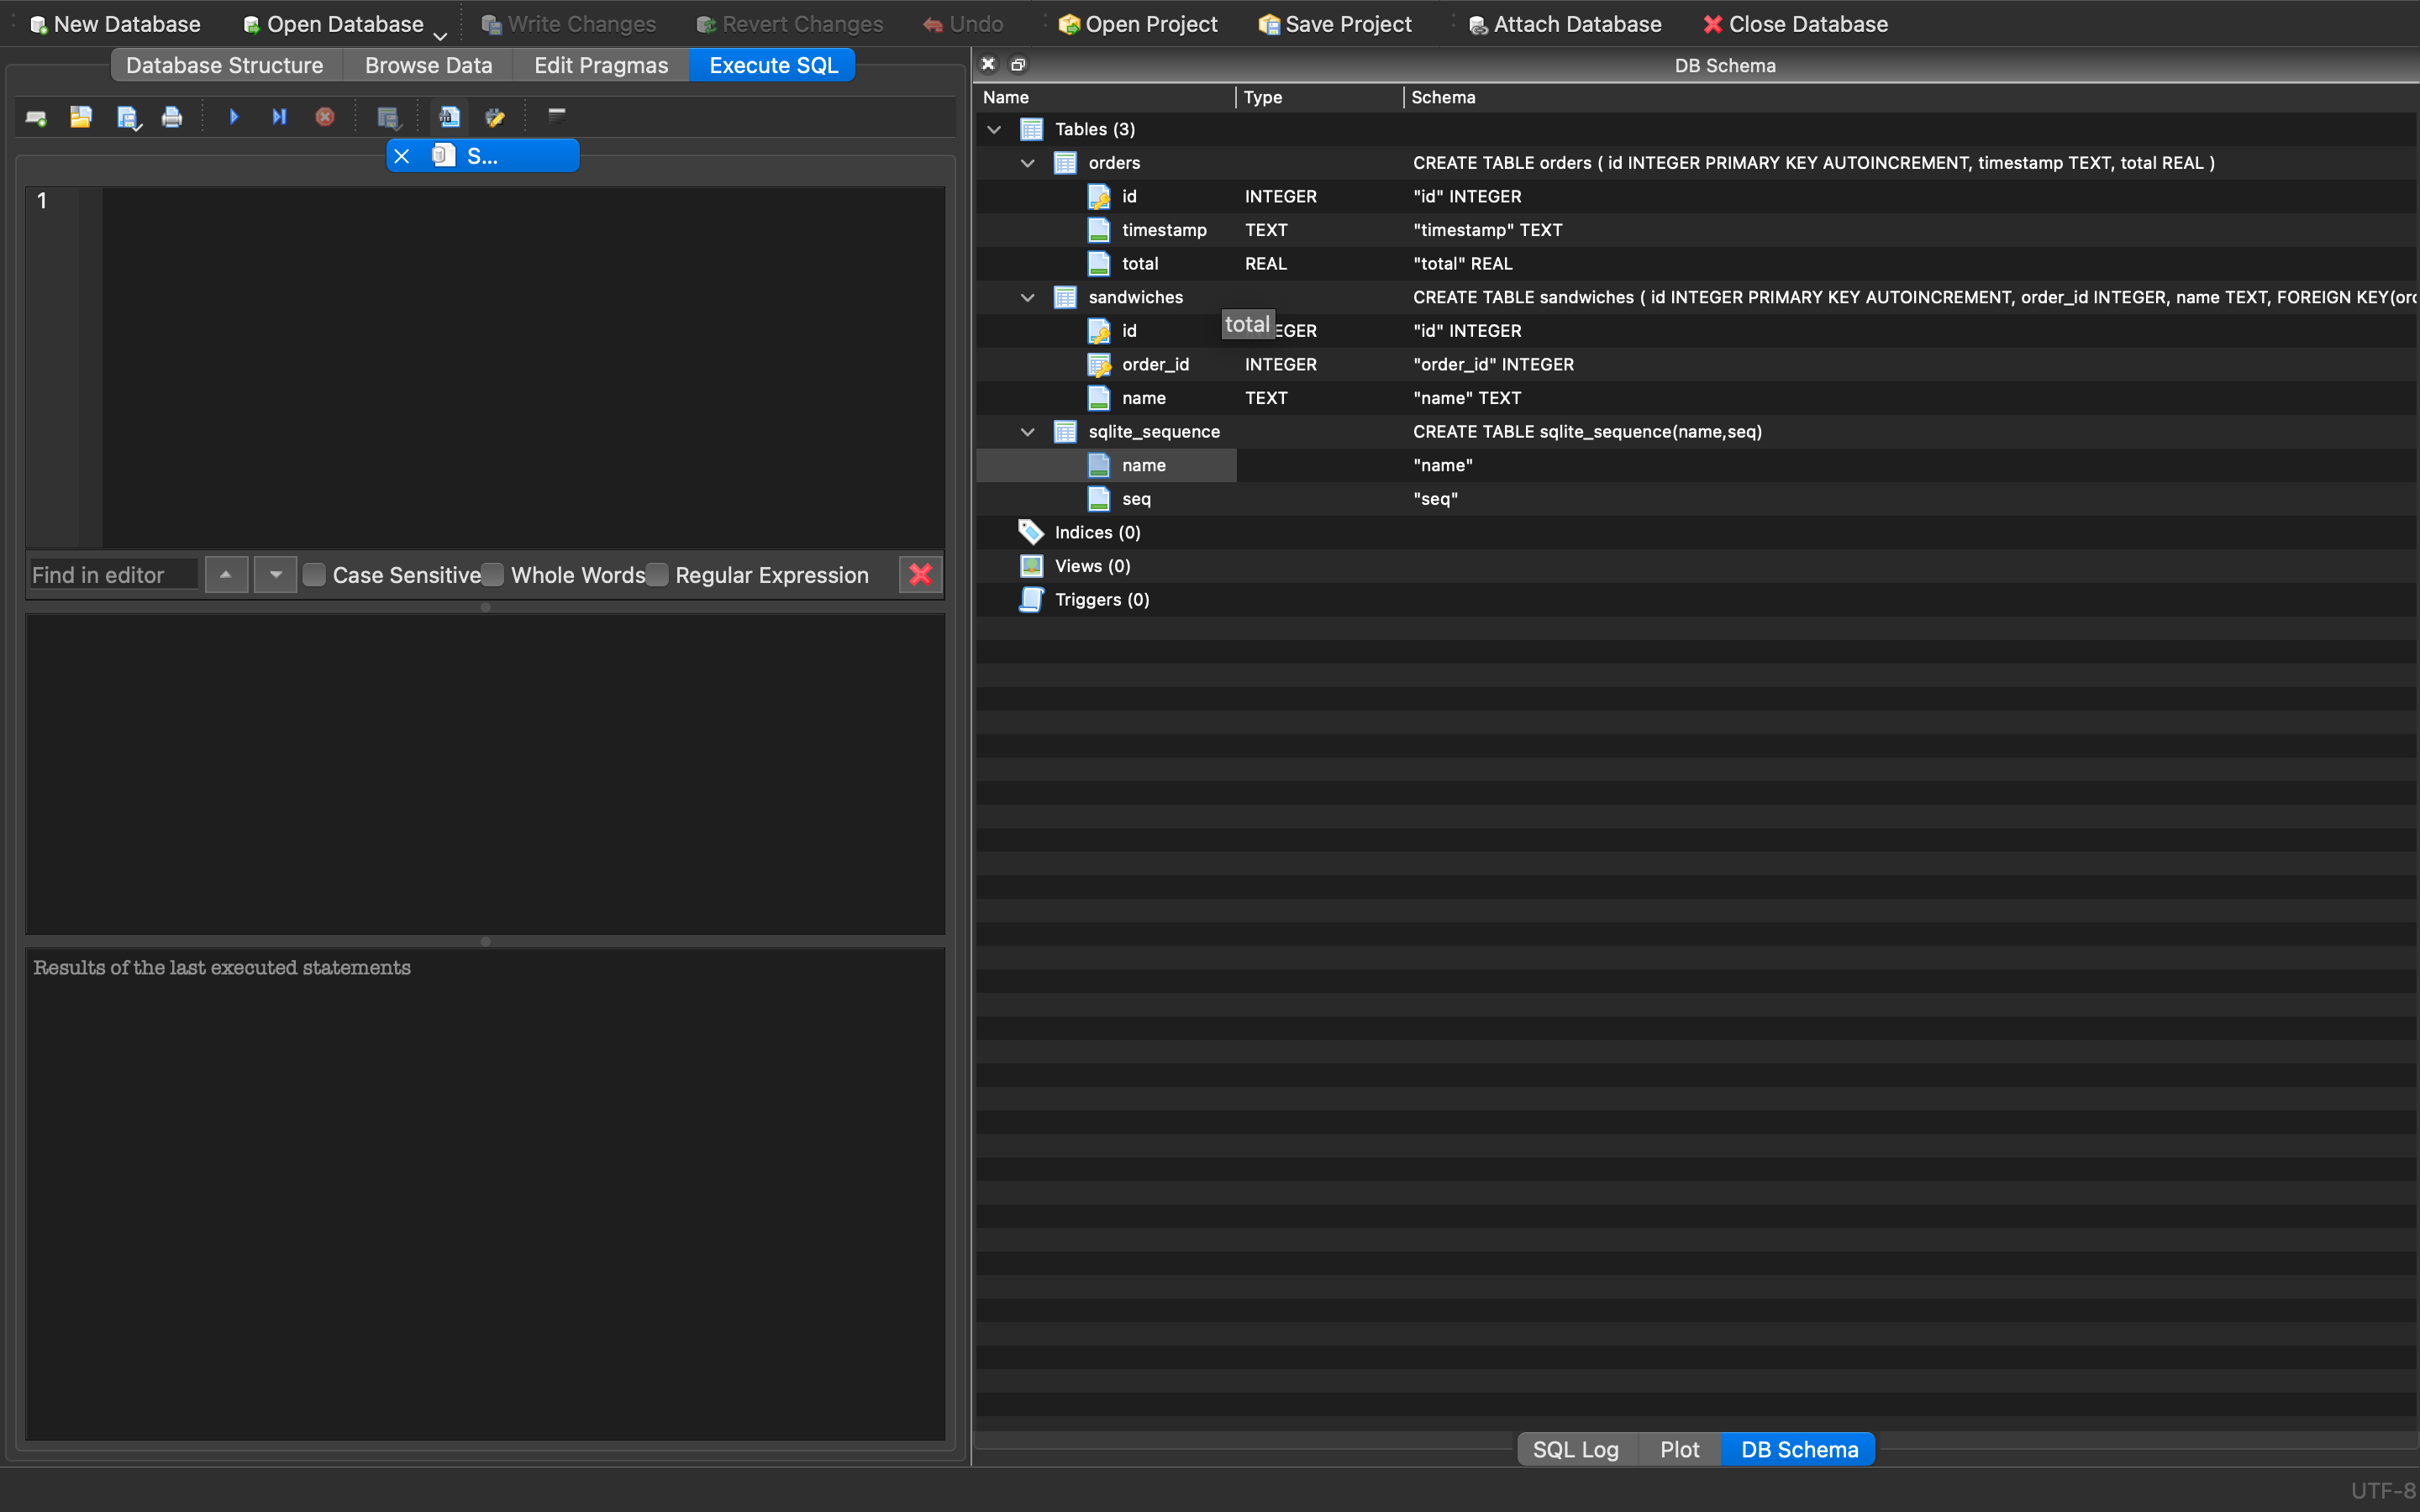 New Database Open Database Write Changes Revert Changes Undo Open Project Save Project Attach Database Close Database
Database Structure Browse Data Edit Pragmas Execute SQL
S...
1
Find in editor Case Sensitive Whole Words Regular Expression
Results of the last executed statements
DB Schema
Name Type Schema
Tables (3)
orders CREATE TABLE orders ( id INTEGER PRIMARY KEY AUTOINCREMENT, timestamp TEXT, total REAL )
id INTEGER "id" INTEGER
timestamp TEXT "timestamp" TEXT
total REAL "total" REAL
sandwiches CREATE TABLE sandwiches ( id INTEGER PRIMARY KEY AUTOINCREMENT, order_id INTEGER, name TEXT, FOREIGN KEY(orc
total
id EGER "id" INTEGER
order_id INTEGER "order_id" INTEGER
name TEXT "name" TEXT
sqlite_sequence CREATE TABLE sqlite_sequence(name,seq)
name "name"
seq "seq"
Indices (0)
Views (0)
Triggers (0)
SQL Log Plot DB Schema
UTF-8